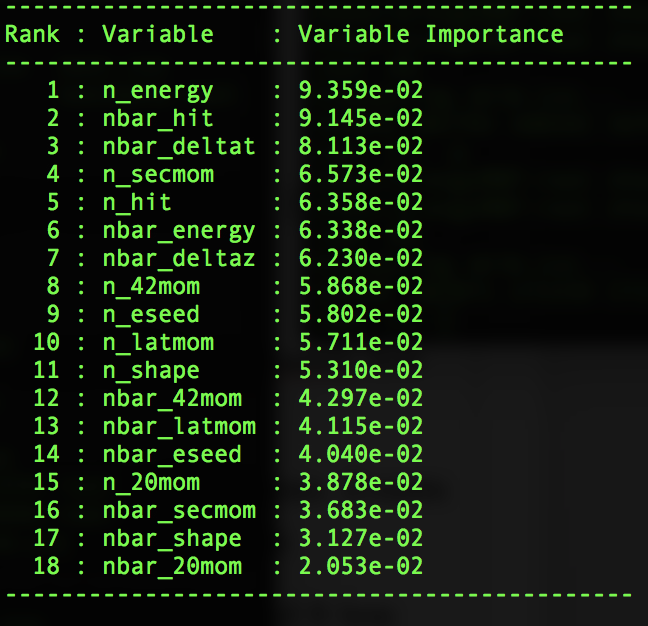 ---------------------------------------------
Rank : Variable    : Variable Importance
---------------------------------------------
   1 : n_energy    : 9.359e-02
   2 : nbar_hit    : 9.145e-02
   3 : nbar_deltat : 8.113e-02
   4 : n_secmom    : 6.573e-02
   5 : n_hit       : 6.358e-02
   6 : nbar_energy : 6.338e-02
   7 : nbar_deltaz : 6.230e-02
   8 : n_42mom     : 5.868e-02
   9 : n_eseed     : 5.802e-02
  10 : n_latmom    : 5.711e-02
  11 : n_shape     : 5.310e-02
  12 : nbar_42mom  : 4.297e-02
  13 : nbar_latmom : 4.115e-02
  14 : nbar_eseed  : 4.040e-02
  15 : n_20mom     : 3.878e-02
  16 : nbar_secmom : 3.683e-02
  17 : nbar_shape  : 3.127e-02
  18 : nbar_20mom  : 2.053e-02
---------------------------------------------